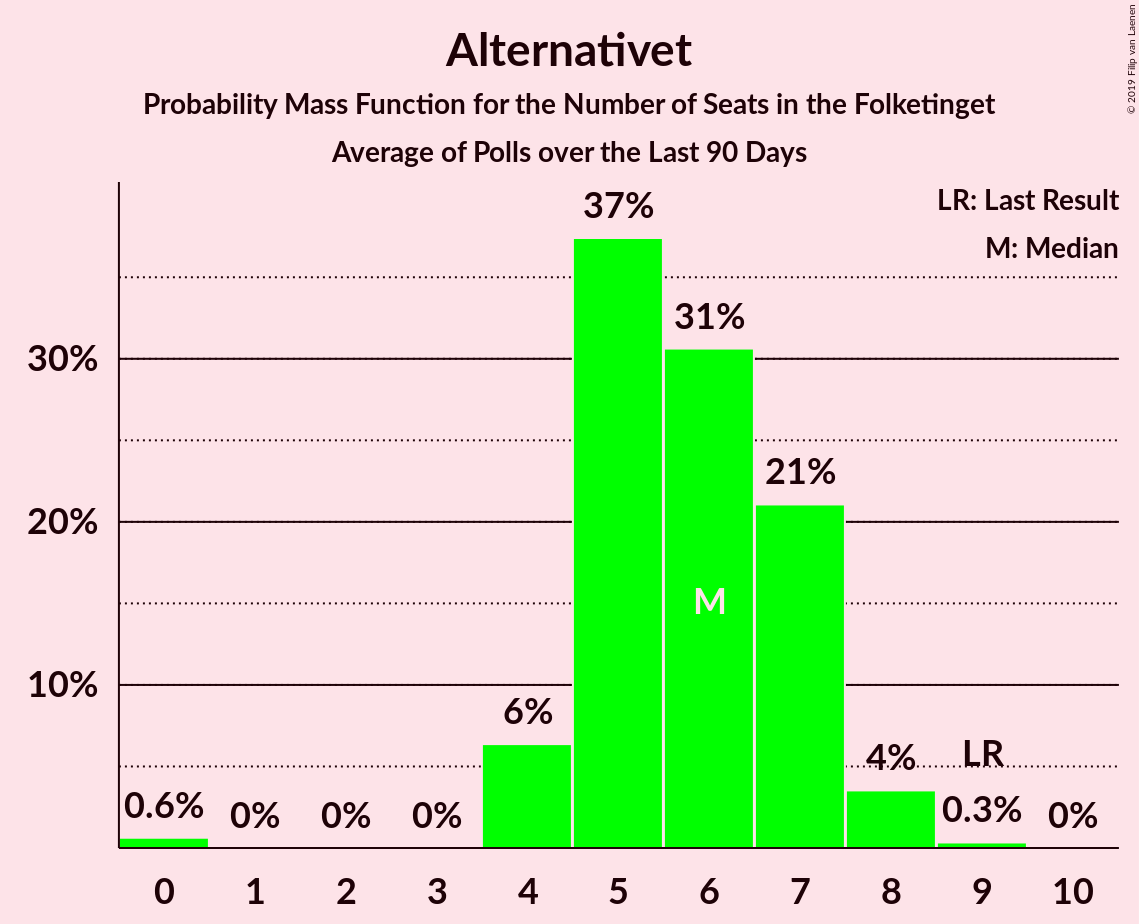 Alternativet
Probability Mass Function for the Number of Seats in the Folketinget
Average of Polls over the Last 90 Days
© 2019 Filip van Laenen
LR: Last Result
M: Median
37%
31%
30%
21%
20%
M
10%
6%
4%
LR
0.6%
0%
0%
0%
0.3%
0%
0 1 2 3 4 5 6 7 8 9 10